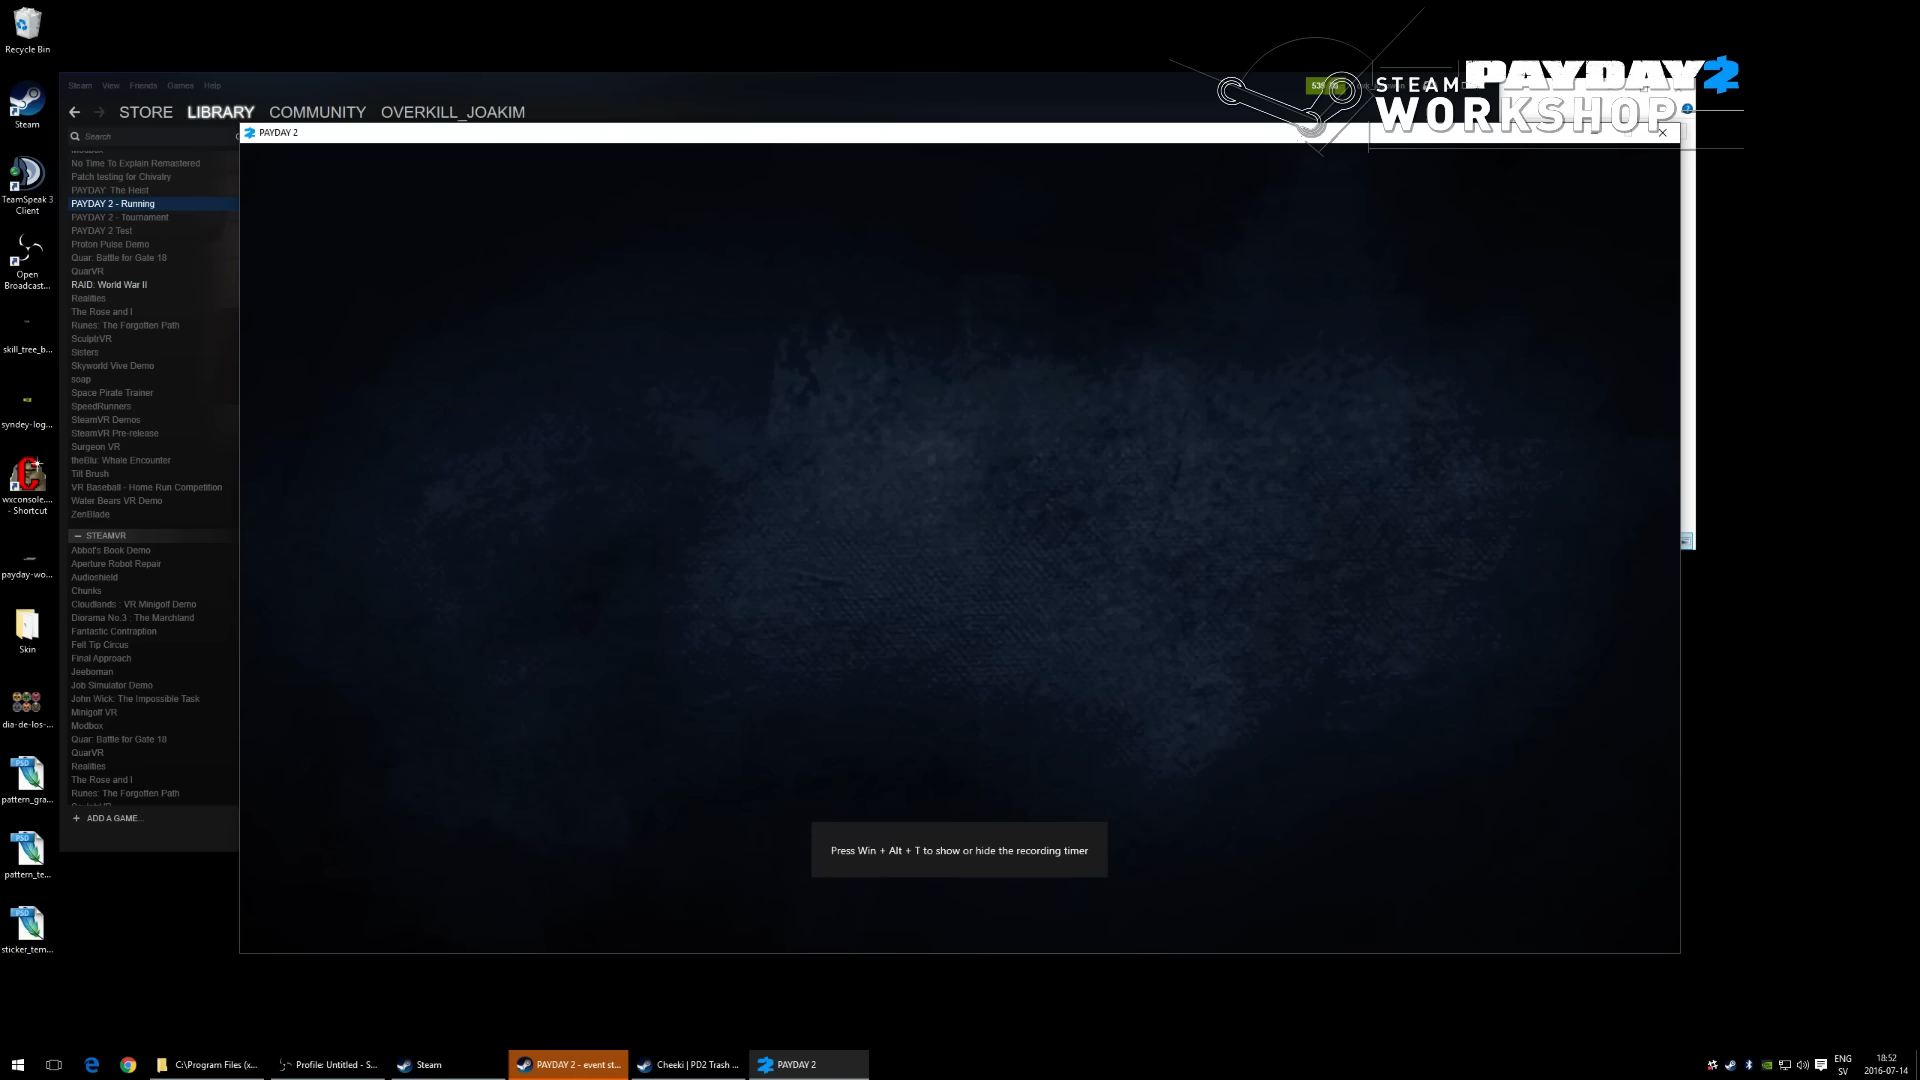 Recycle Bin
Steam
TeamSpeak 3
Client
Open
Broadcast...
skill_tree_b...
syndey-log...
wxconsole....
- Shortcut
payday-wo...
Skin
dia-de-los-...
pattern_gra...
pattern_te...
sticker_tem...
Steam View Friends Games Help
STORE LIBRARY COMMUNITY OVERKILL_JOAKIM
Search
No Time To Explain Remastered
Patch testing for Chivalry
PAYDAY: The Heist
PAYDAY 2 - Running
PAYDAY 2 - Tournament
PAYDAY 2 Test
Proton Pulse Demo
Quar: Battle for Gate 18
QuarVR
RAID: World War II
Realities
The Rose and I
Runes: The Forgotten Path
SculptrVR
Sisters
Skyworld Vive Demo
soap
Space Pirate Trainer
SpeedRunners
SteamVR Demos
SteamVR Pre-release
Surgeon VR
theBlu: Whale Encounter
Tilt Brush
VR Baseball - Home Run Competition
Water Bears VR Demo
ZenBlade
STEAMVR
Abbot's Book Demo
Aperture Robot Repair
Audioshield
Chunks
Cloudlands : VR Minigolf Demo
Diorama No.3 : The Marchland
Fantastic Contraption
Felt Tip Circus
Final Approach
Jeeboman
Job Simulator Demo
John Wick: The Impossible Task
Minigolf VR
Modbox
Quar: Battle for Gate 18
QuarVR
Realities
The Rose and I
Runes: The Forgotten Path
+ ADD A GAME...
PAYDAY 2
STEAM PAYDAY 2
WORKSHOP
Press Win + Alt + T to show or hide the recording timer
C:\Program Files (x...
Profile: Untitled - S...
Steam
PAYDAY 2 - event st...
Cheeki | PD2 Trash ...
PAYDAY 2
ENG
SV
18:52
2016-07-14